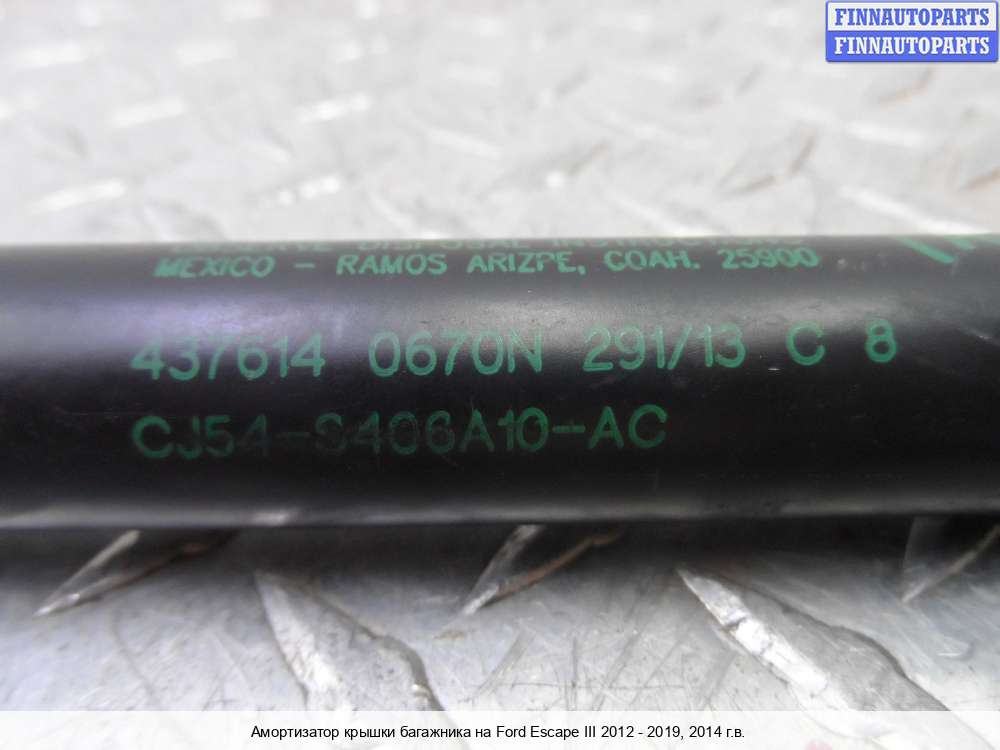 FINNAUTOPARTS
FINNAUTOPARTS
DISPOSAL
MEXICO - RAMOS ARIZPE, COAH. 25900
437614 0670N 291/13 C 8
CJ54-S406A10-AC
Амортизатор крышки багажника на Ford Escape III 2012 - 2019, 2014 г.в.